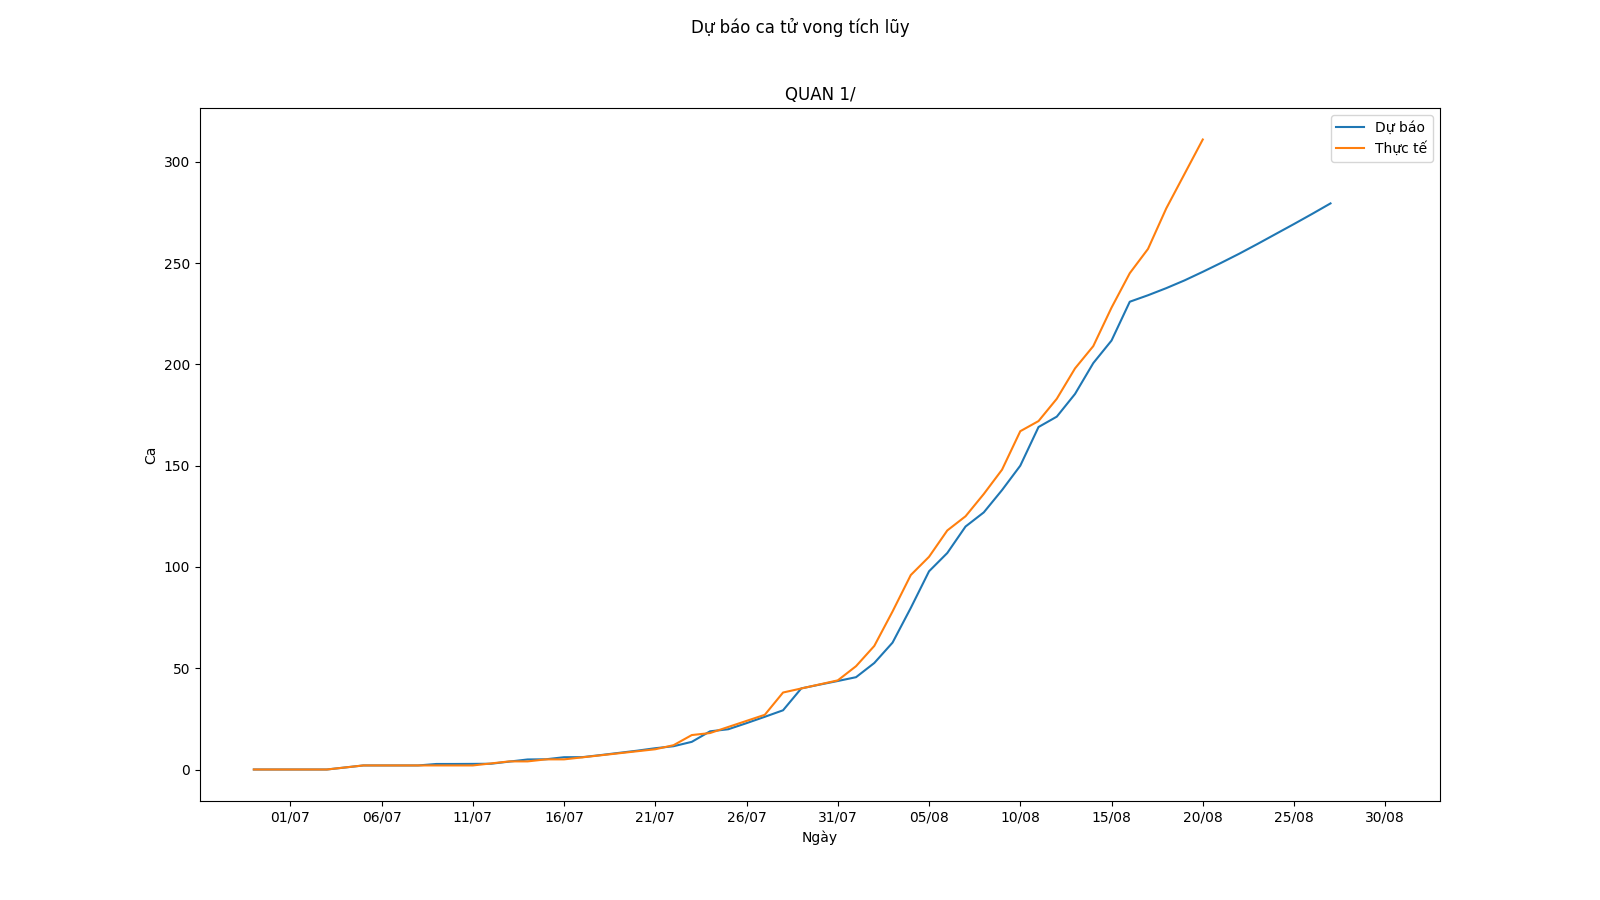 Dự báo ca tử vong tích lũy
QUAN 1/
Dự báo
Thực tế
300
250
200
150
100
50
0
Ca
01/07 06/07 11/07 16/07 21/07 26/07 31/07 05/08 10/08 15/08 20/08 25/08 30/08
Ngày